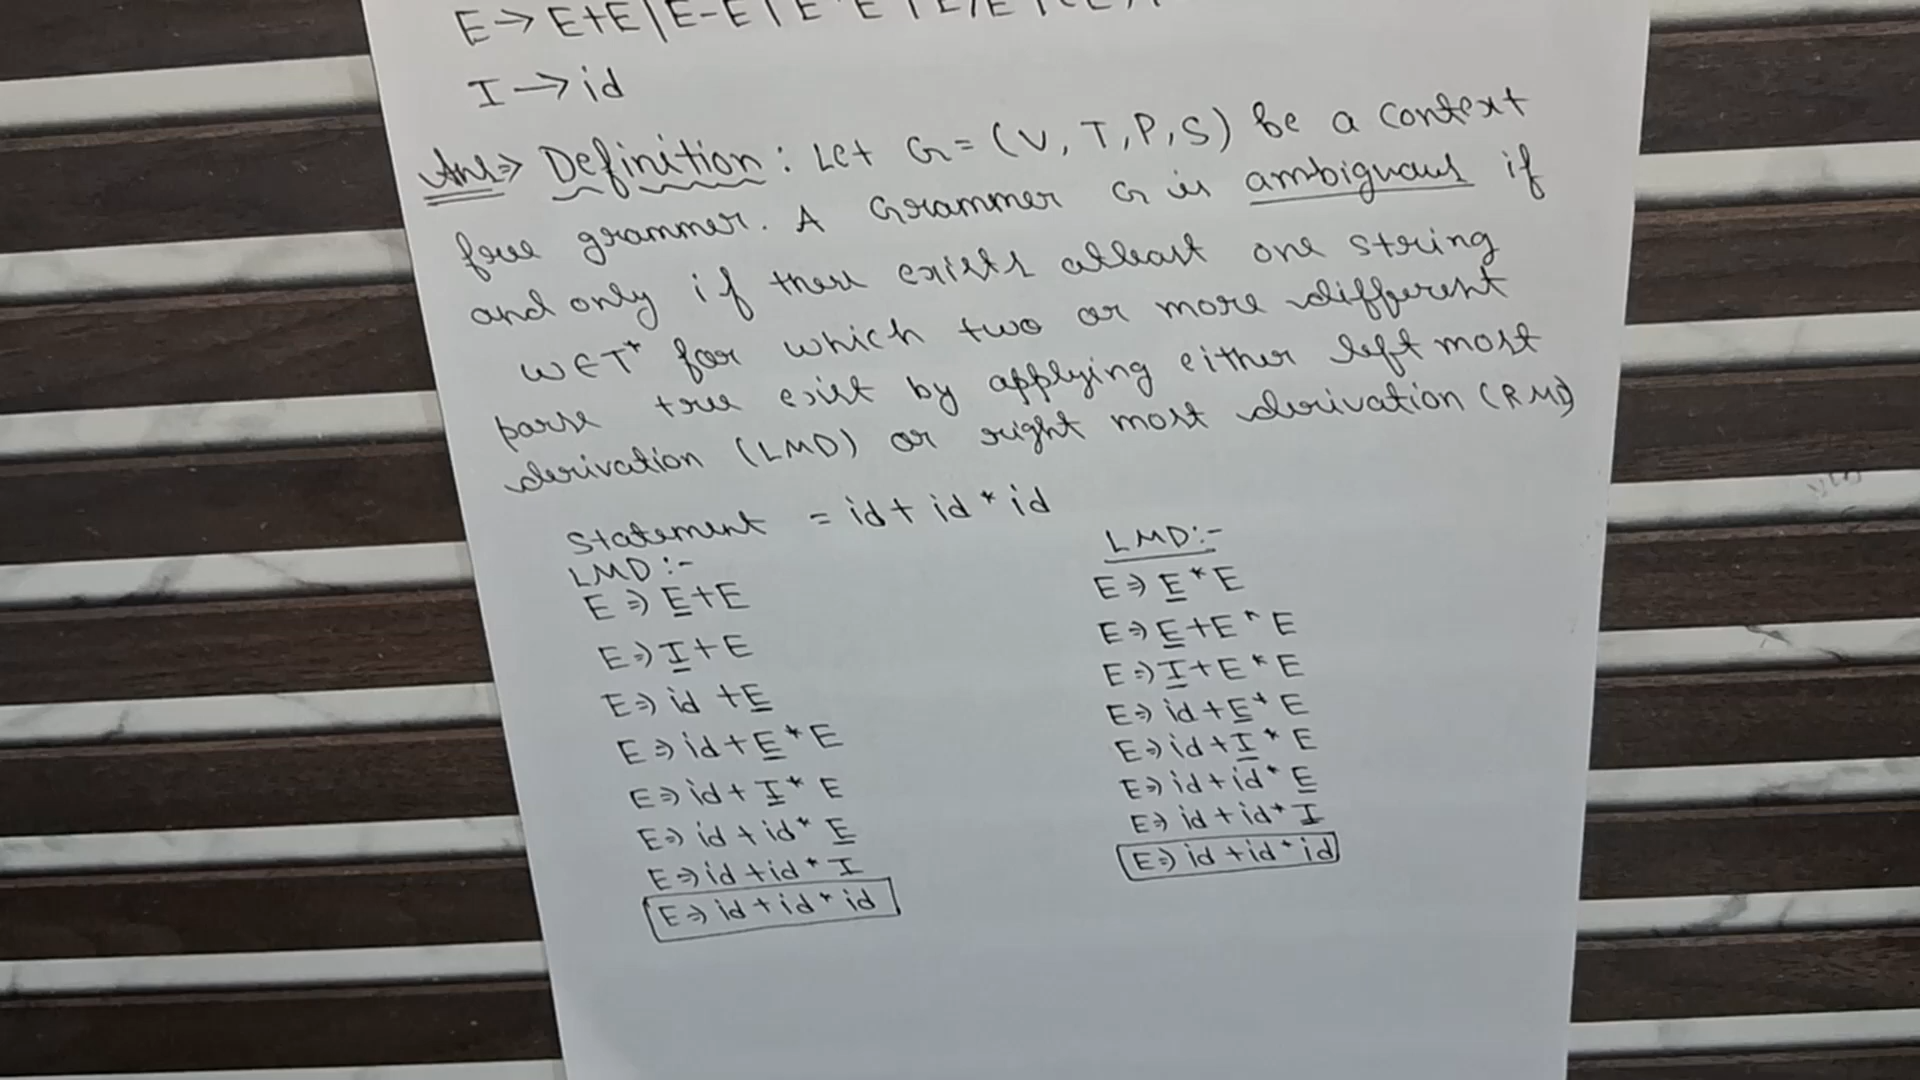 E → E+E | E-E | E*E | E/E |
I → id
Ans⇒ Definition : Let G = (V, T, P, S) be a context
free grammer. A Grammer G is ambiguous if
and only if there exists atleast one string
w ∈ T* for which two or more different
parse tree exist by applying either left most
derivation (LMD) or right most derivation (RMD)
Statement = id + id * id
LMD :-
E ⇒ E+E
E ⇒ I+E
E ⇒ id +E
E ⇒ id+E*E
E ⇒ id+ I* E
E ⇒ id + id* E
E ⇒ id +id * I
E ⇒ id + id * id
LMD:-
E ⇒ E*E
E ⇒ E+E*E
E ⇒ I+E*E
E ⇒ id+E*E
E ⇒ id+I*E
E ⇒ id+id*E
E ⇒ id + id* I
E ⇒ id +id*id